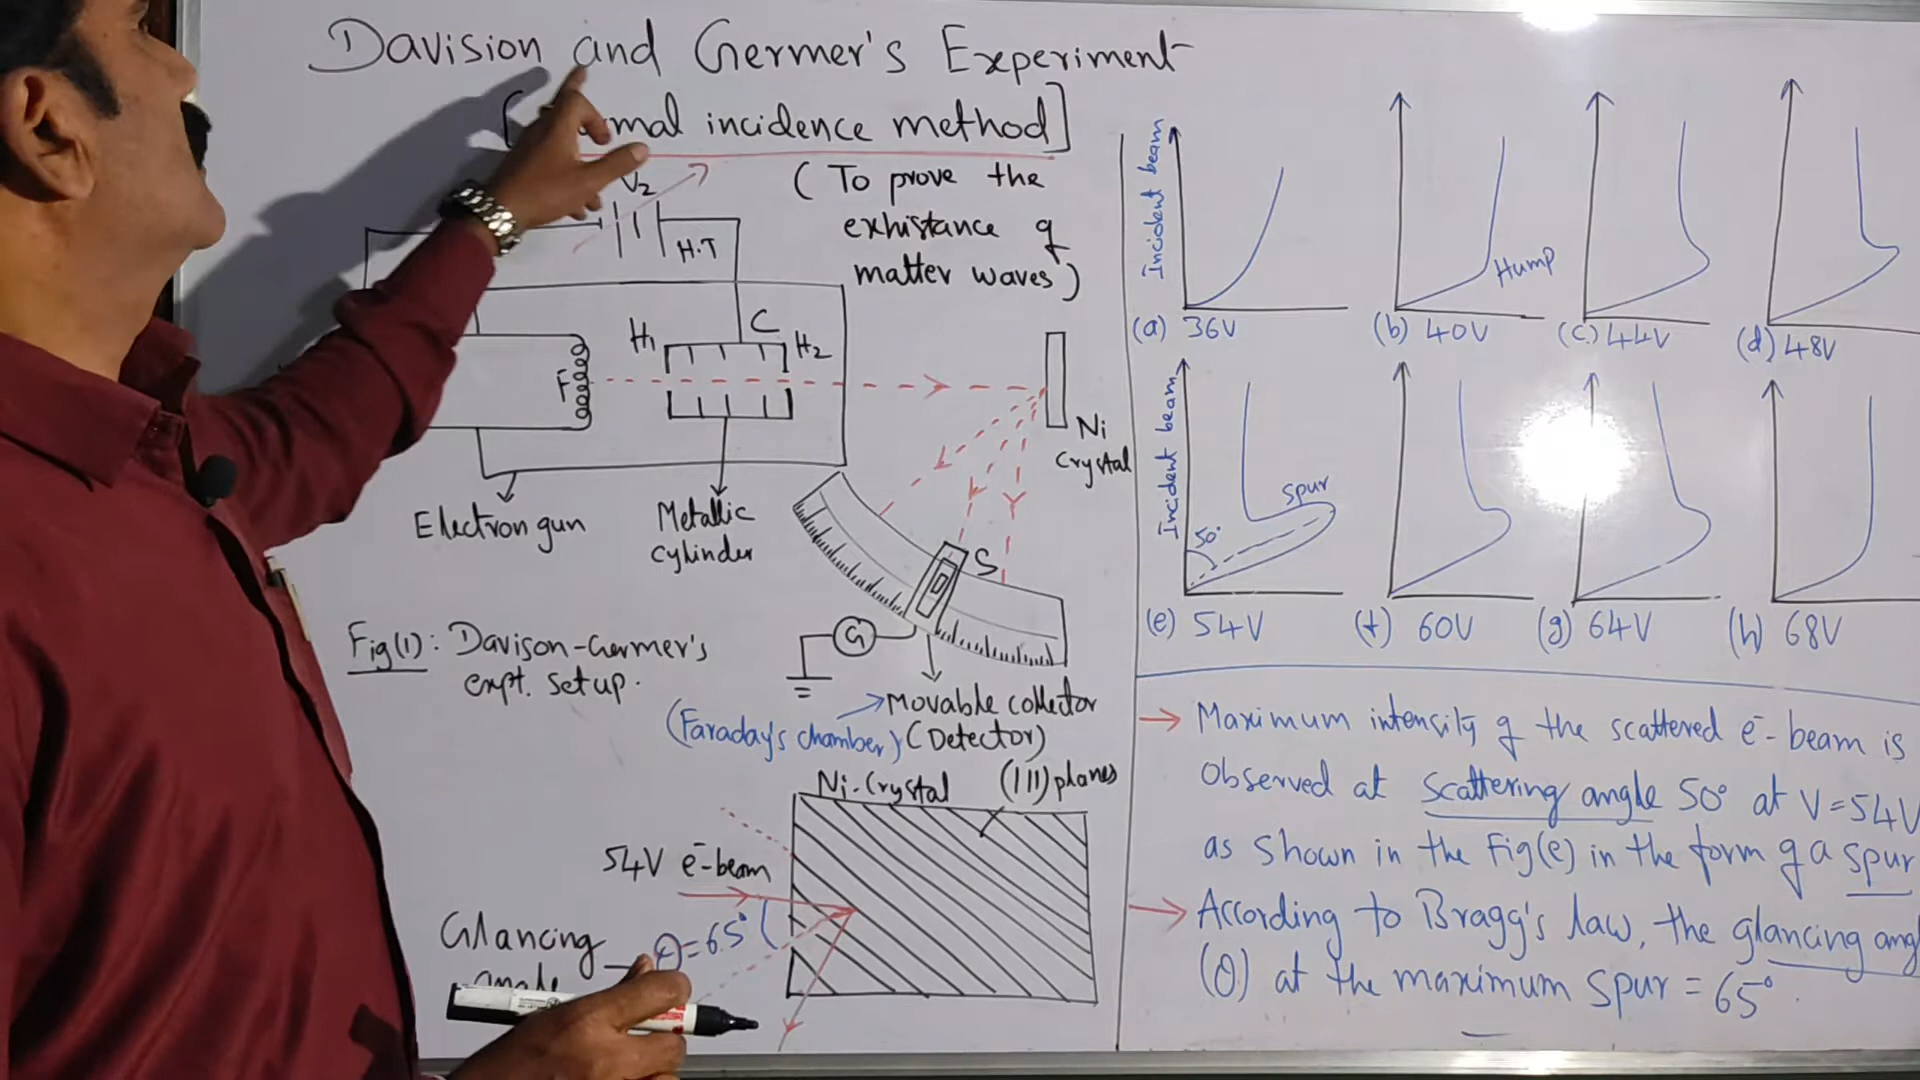 Davision and Germer's Experiment
mal incidence method]
(To prove the
exhistance of
matter waves)
V2
H.T
C
H1
H2
F
Ni
Crystal
Electron gun
Metallic
cylinder
S
G
Fig(1): Davison-Germer's
expt. Set up.
Movable collector
(Faraday's chamber) (Detector)
Ni-Crystal
(111) planes
54V e⁻-beam
Glancing
angle
θ=65°
Incident beam
(a) 36V
Hump
(b) 40V
(c) 44V
(d) 48V
Incident beam
50°
Spur
(e) 54V
(f) 60V
(g) 64V
(h) 68V
→ Maximum intensity of the scattered e⁻-beam is
observed at scattering angle 50° at V=54V
as shown in the Fig(e) in the form of a spur
→ According to Bragg's law, the glancing ang
(θ) at the maximum spur = 65°.